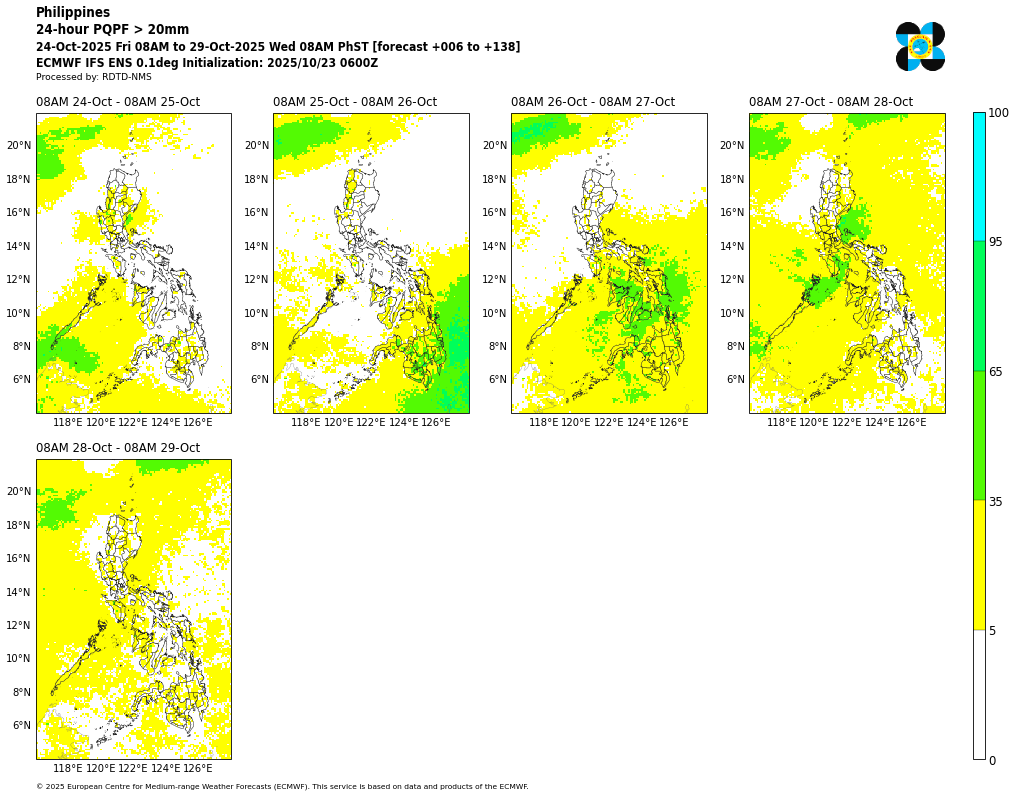 Philippines
24-hour PQPF > 20mm
24-Oct-2025 Fri 08AM to 29-Oct-2025 Wed 08AM PhST [forecast +006 to +138]
ECMWF IFS ENS 0.1deg Initialization: 2025/10/23 0600Z
Processed by: RDTD-NMS
08AM 24-Oct - 08AM 25-Oct
20°N
18°N
16°N
14°N
12°N
10°N
8°N
6°N
118°E 120°E 122°E 124°E 126°E
08AM 25-Oct - 08AM 26-Oct
20°N
18°N
16°N
14°N
12°N
10°N
8°N
6°N
118°E 120°E 122°E 124°E 126°E
08AM 26-Oct - 08AM 27-Oct
20°N
18°N
16°N
14°N
12°N
10°N
8°N
6°N
118°E 120°E 122°E 124°E 126°E
08AM 27-Oct - 08AM 28-Oct
20°N
18°N
16°N
14°N
12°N
10°N
8°N
6°N
118°E 120°E 122°E 124°E 126°E
100
95
65
35
5
0
08AM 28-Oct - 08AM 29-Oct
20°N
18°N
16°N
14°N
12°N
10°N
8°N
6°N
118°E 120°E 122°E 124°E 126°E
© 2025 European Centre for Medium-range Weather Forecasts (ECMWF). This service is based on data and products of the ECMWF.